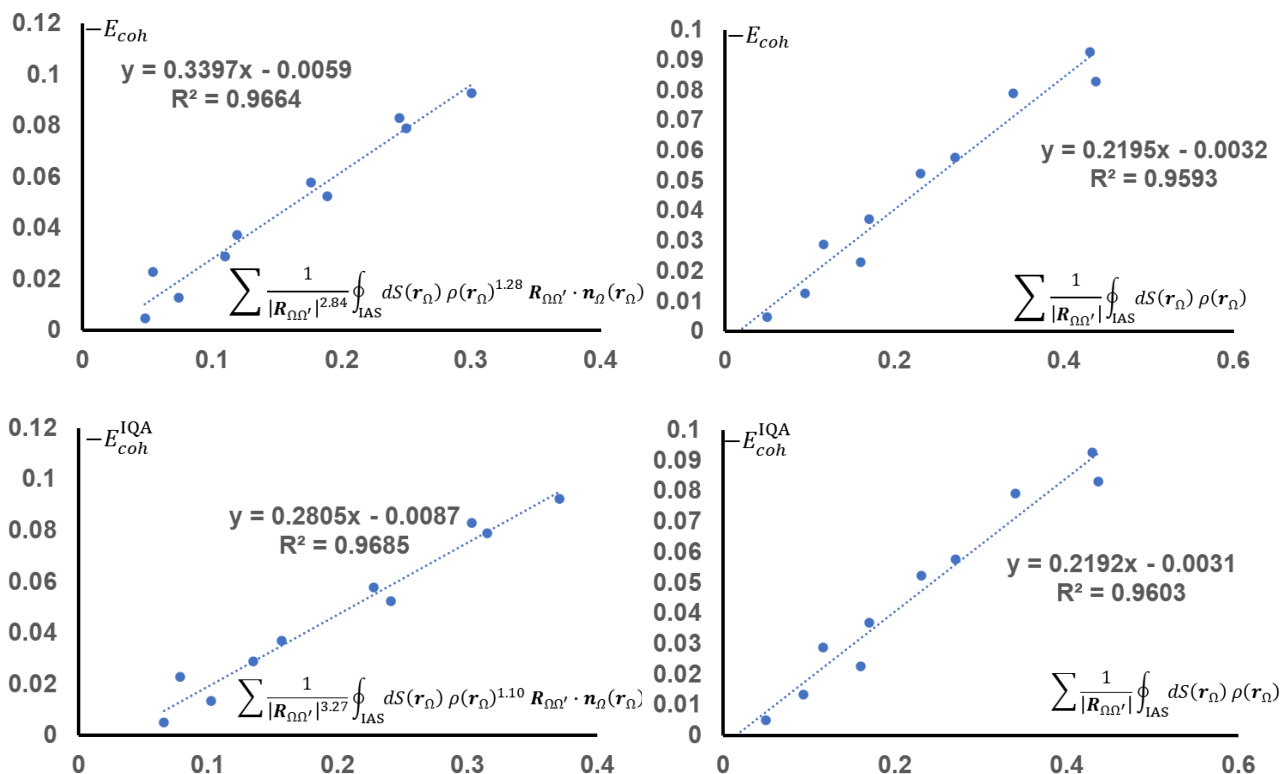 −E_coh
y = 0.3397x - 0.0059
R² = 0.9664
∑ 1/|R_ΩΩ′|^2.84 ∮_IAS dS(r_Ω) ρ(r_Ω)^1.28 R_ΩΩ′ · n_Ω(r_Ω)
0.12
0.1
0.08
0.06
0.04
0.02
0
0 0.1 0.2 0.3 0.4
−E_coh
y = 0.2195x - 0.0032
R² = 0.9593
∑ 1/|R_ΩΩ′| ∮_IAS dS(r_Ω) ρ(r_Ω)
0.1
0.09
0.08
0.07
0.06
0.05
0.04
0.03
0.02
0.01
0
0 0.2 0.4 0.6
−E_coh^IQA
y = 0.2805x - 0.0087
R² = 0.9685
∑ 1/|R_ΩΩ′|^3.27 ∮_IAS dS(r_Ω) ρ(r_Ω)^1.10 R_ΩΩ′ · n_Ω(r_Ω)
0.12
0.1
0.08
0.06
0.04
0.02
0
0 0.1 0.2 0.3 0.4
−E_coh^IQA
y = 0.2192x - 0.0031
R² = 0.9603
∑ 1/|R_ΩΩ′| ∮_IAS dS(r_Ω) ρ(r_Ω)
0.1
0.09
0.08
0.07
0.06
0.05
0.04
0.03
0.02
0.01
0
0 0.2 0.4 0.6